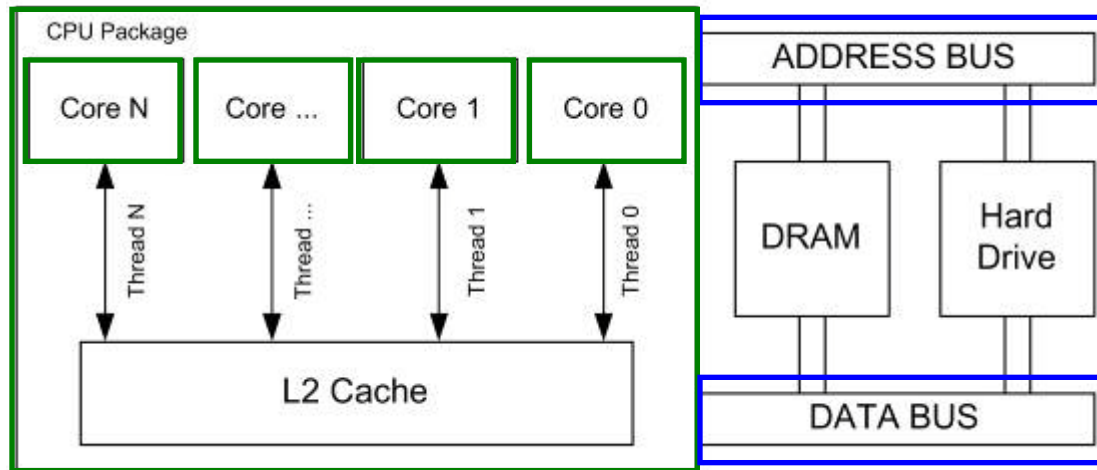 CPU Package
ADDRESS BUS
Core N
Core ...
Core 1
Core 0
Thread N
Thread ...
Thread 1
Thread 0
DRAM
Hard
Drive
L2 Cache
DATA BUS